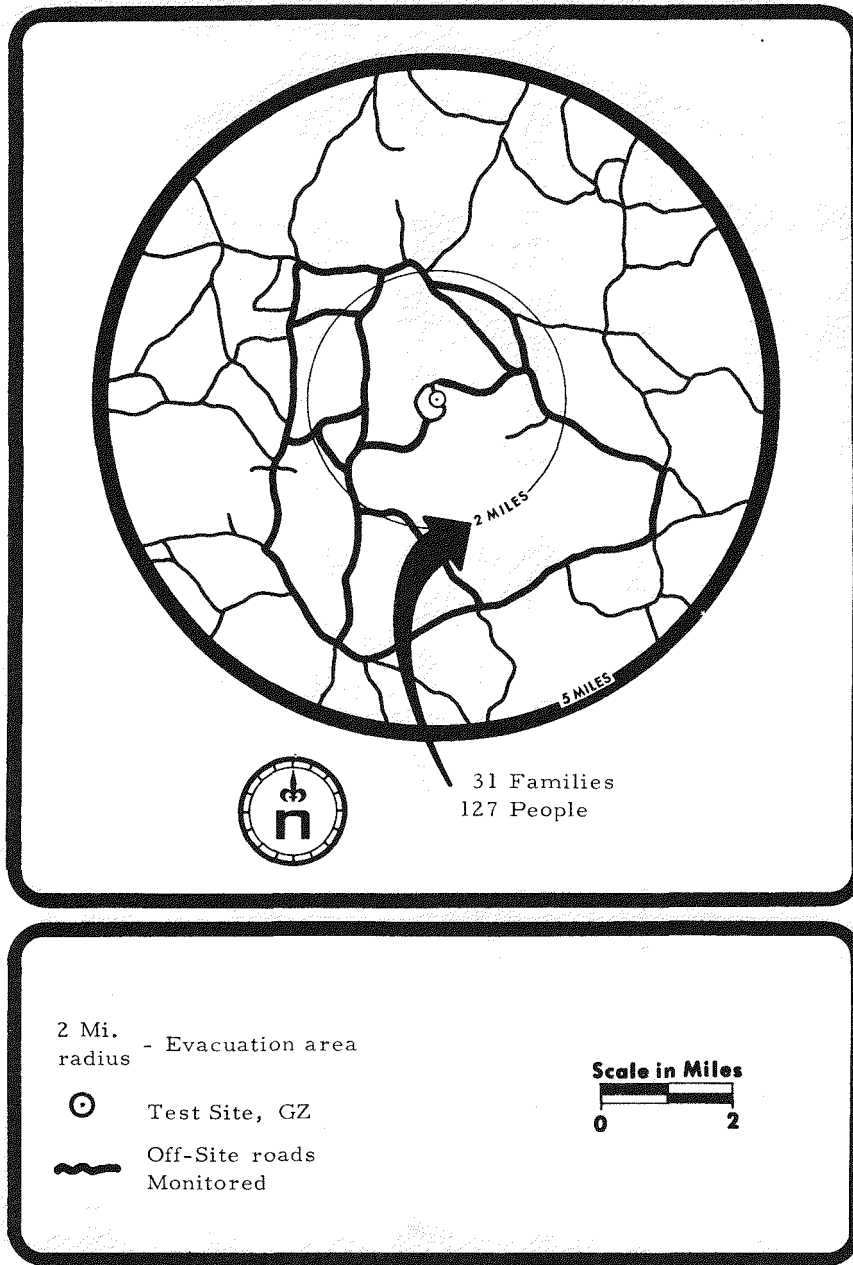 2 MILES
5 MILES
n
31 Families
127 People
2 Mi.
radius - Evacuation area
Test Site, GZ
Off-Site roads
Monitored
Scale in Miles
0 2